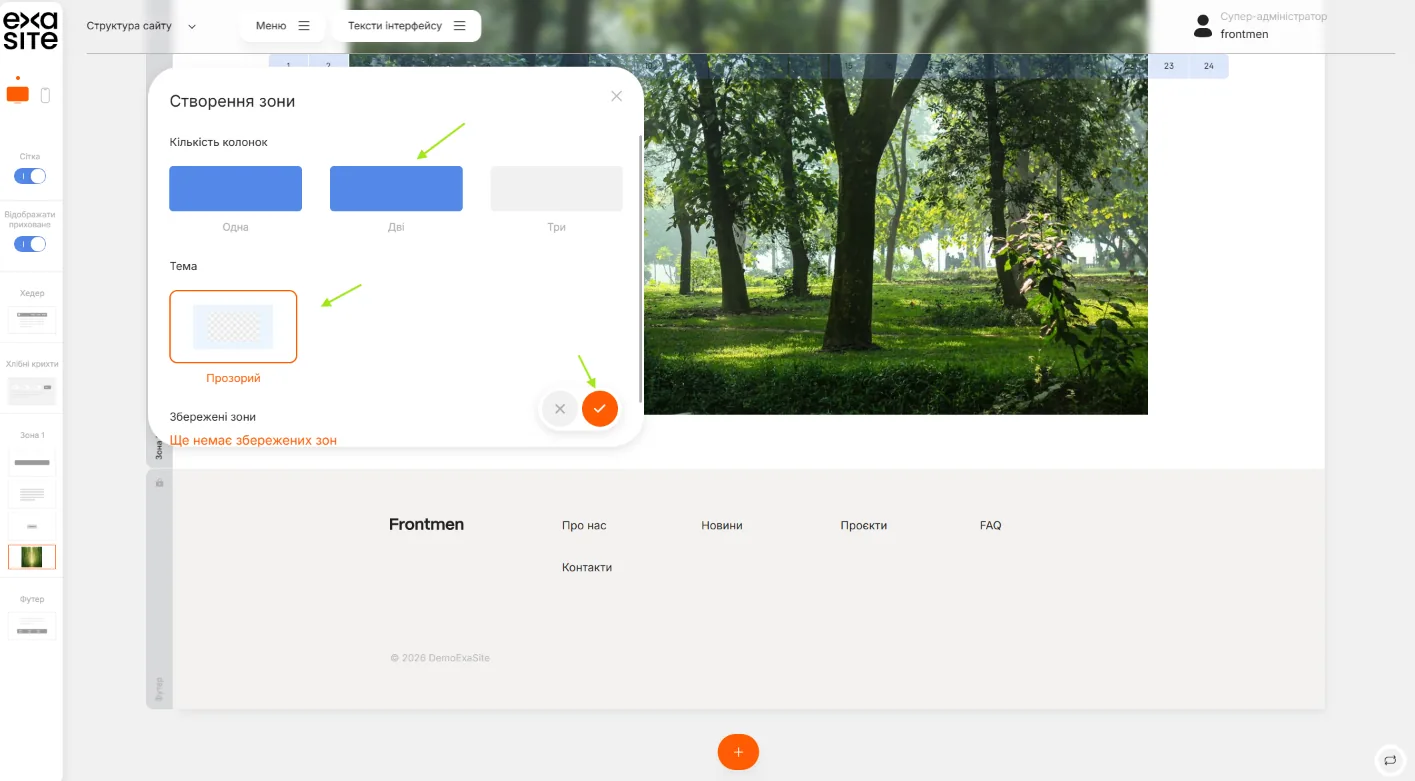 exa
SITE
Структура сайту
Меню
Тексти інтерфейсу
Супер-адміністратор
frontmen
1 2 15 23 24
Створення зони
Кількість колонок
Одна Дві Три
Тема
Прозорий
Збережені зони
Ще немає збережених зон
Сітка
Відображати
приховане
Хедер
Хлібні крихти
Зона 1
Футер
Зона
Футер
Frontmen
Про нас Новини Проєкти FAQ
Контакти
© 2026 DemoExaSite